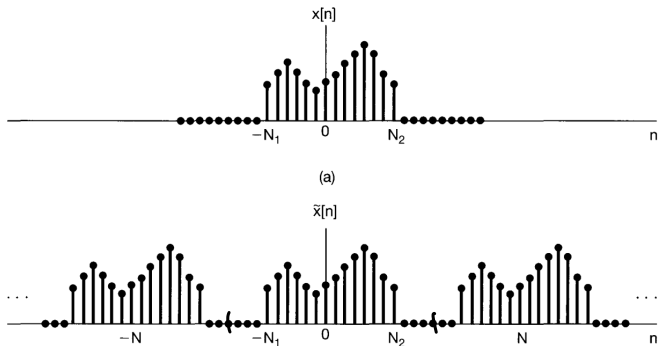 x[n]
−N₁ 0 N₂ n
(a)
x̃[n]
. . . . . .
−N −N₁ 0 N₂ N n